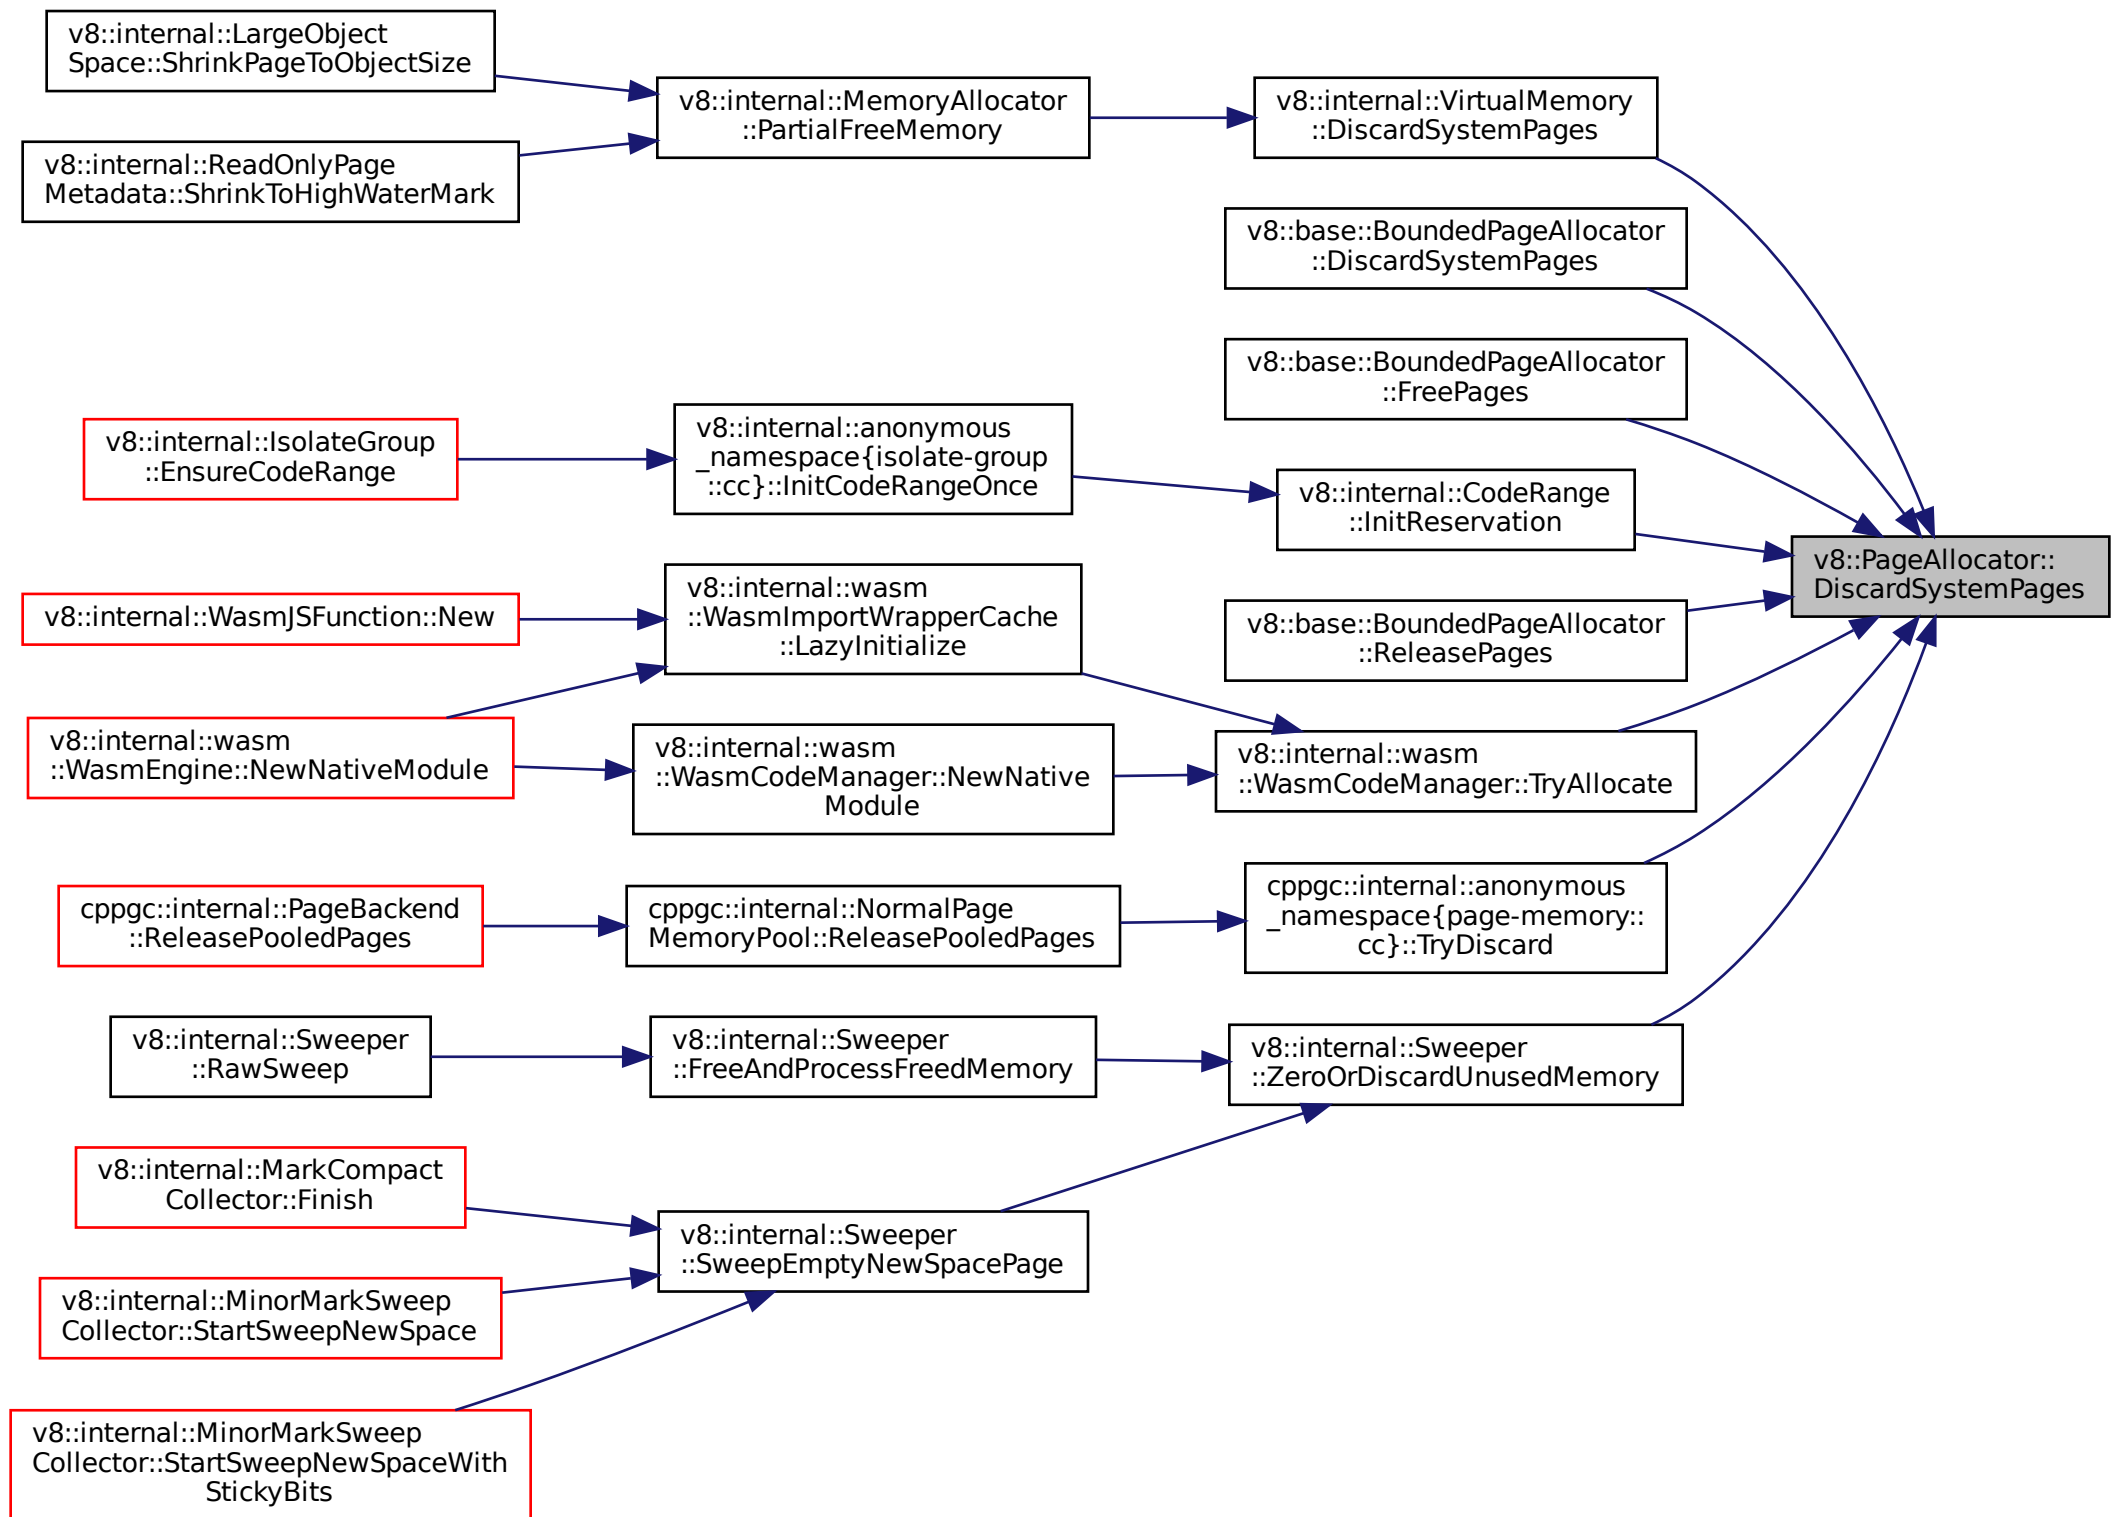 v8::internal::LargeObject
Space::ShrinkPageToObjectSize
v8::internal::ReadOnlyPage
Metadata::ShrinkToHighWaterMark
v8::internal::MemoryAllocator
::PartialFreeMemory
v8::internal::VirtualMemory
::DiscardSystemPages
v8::base::BoundedPageAllocator
::DiscardSystemPages
v8::base::BoundedPageAllocator
::FreePages
v8::internal::IsolateGroup
::EnsureCodeRange
v8::internal::anonymous
_namespace{isolate-group
::cc}::InitCodeRangeOnce
v8::internal::CodeRange
::InitReservation
v8::PageAllocator::
DiscardSystemPages
v8::internal::WasmJSFunction::New
v8::internal::wasm
::WasmImportWrapperCache
::LazyInitialize
v8::base::BoundedPageAllocator
::ReleasePages
v8::internal::wasm
::WasmEngine::NewNativeModule
v8::internal::wasm
::WasmCodeManager::NewNative
Module
v8::internal::wasm
::WasmCodeManager::TryAllocate
cppgc::internal::PageBackend
::ReleasePooledPages
cppgc::internal::NormalPage
MemoryPool::ReleasePooledPages
cppgc::internal::anonymous
_namespace{page-memory::
cc}::TryDiscard
v8::internal::Sweeper
::RawSweep
v8::internal::Sweeper
::FreeAndProcessFreedMemory
v8::internal::Sweeper
::ZeroOrDiscardUnusedMemory
v8::internal::MarkCompact
Collector::Finish
v8::internal::MinorMarkSweep
Collector::StartSweepNewSpace
v8::internal::Sweeper
::SweepEmptyNewSpacePage
v8::internal::MinorMarkSweep
Collector::StartSweepNewSpaceWith
StickyBits